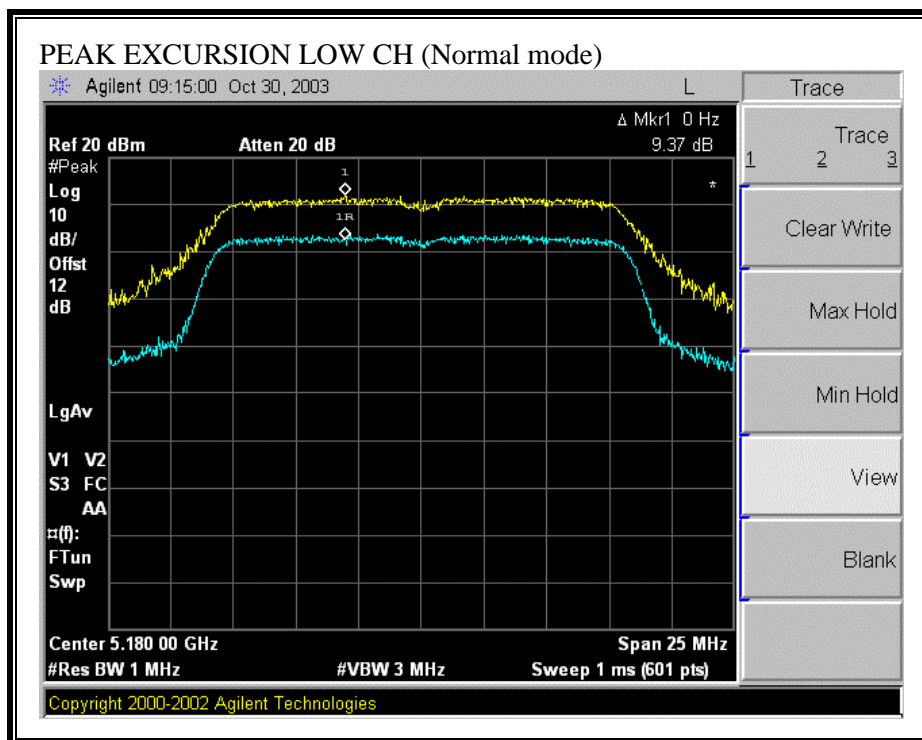 PEAK EXCURSION LOW CH (Normal mode)
Agilent 09:15:00 Oct 30, 2003 L
Trace
Δ Mkr1 0 Hz
Ref 20 dBm Atten 20 dB 9.37 dB
#Peak
Log
10
dB/
Offst
12
dB
1
1R
*
LgAv
V1 V2
S3 FC
AA
¤(f):
FTun
Swp
Center 5.180 00 GHz Span 25 MHz
#Res BW 1 MHz #VBW 3 MHz Sweep 1 ms (601 pts)
Copyright 2000-2002 Agilent Technologies
Trace
1 2 3
Clear Write
Max Hold
Min Hold
View
Blank